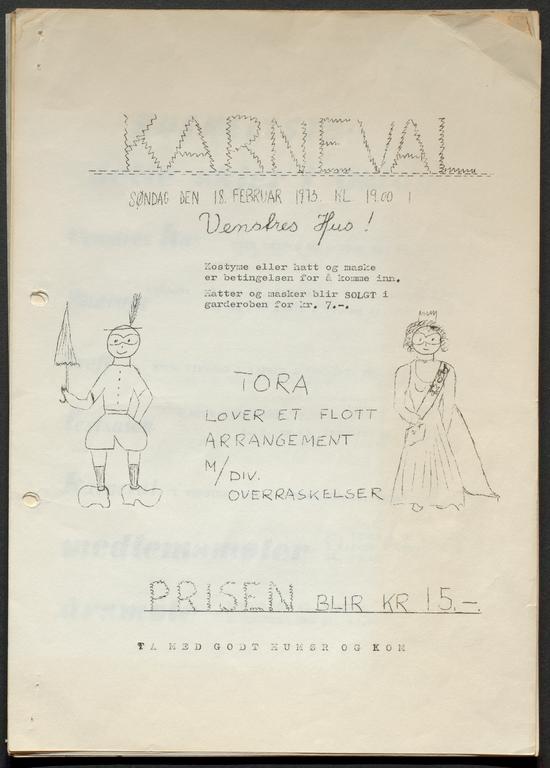 KARNEVAL
SØNDAG DEN 18. FEBRUAR 1973. KL. 19.00 I
Venstres Hus!
Kostyme eller hatt og maske
er betingelsen for å komme inn.
Hatter og masker blir SOLGT i
garderoben for kr. 7.-.
TORA
LOVER ET FLOTT
ARRANGEMENT
M/ DIV.
OVERRASKELSER
PRISEN BLIR KR 15.-.
TA MED GODT HUMØR OG KOM
medlemsmøter